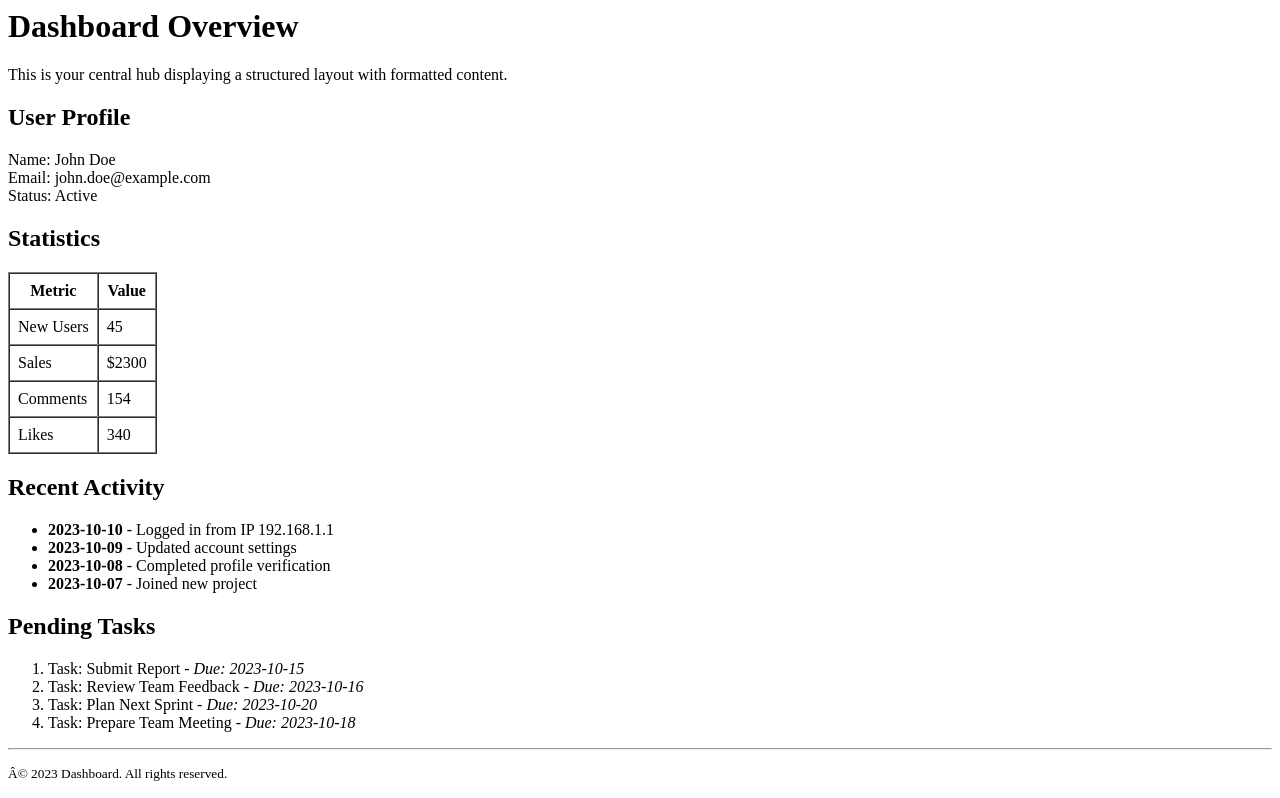 Dashboard Overview
This is your central hub displaying a structured layout with formatted content.
User Profile
Name: John Doe
Email: john.doe@example.com
Status: Active
Statistics
Metric Value
New Users 45
Sales $2300
Comments 154
Likes 340
Recent Activity
• 2023-10-10 - Logged in from IP 192.168.1.1
• 2023-10-09 - Updated account settings
• 2023-10-08 - Completed profile verification
• 2023-10-07 - Joined new project
Pending Tasks
1. Task: Submit Report - Due: 2023-10-15
2. Task: Review Team Feedback - Due: 2023-10-16
3. Task: Plan Next Sprint - Due: 2023-10-20
4. Task: Prepare Team Meeting - Due: 2023-10-18
Â© 2023 Dashboard. All rights reserved.